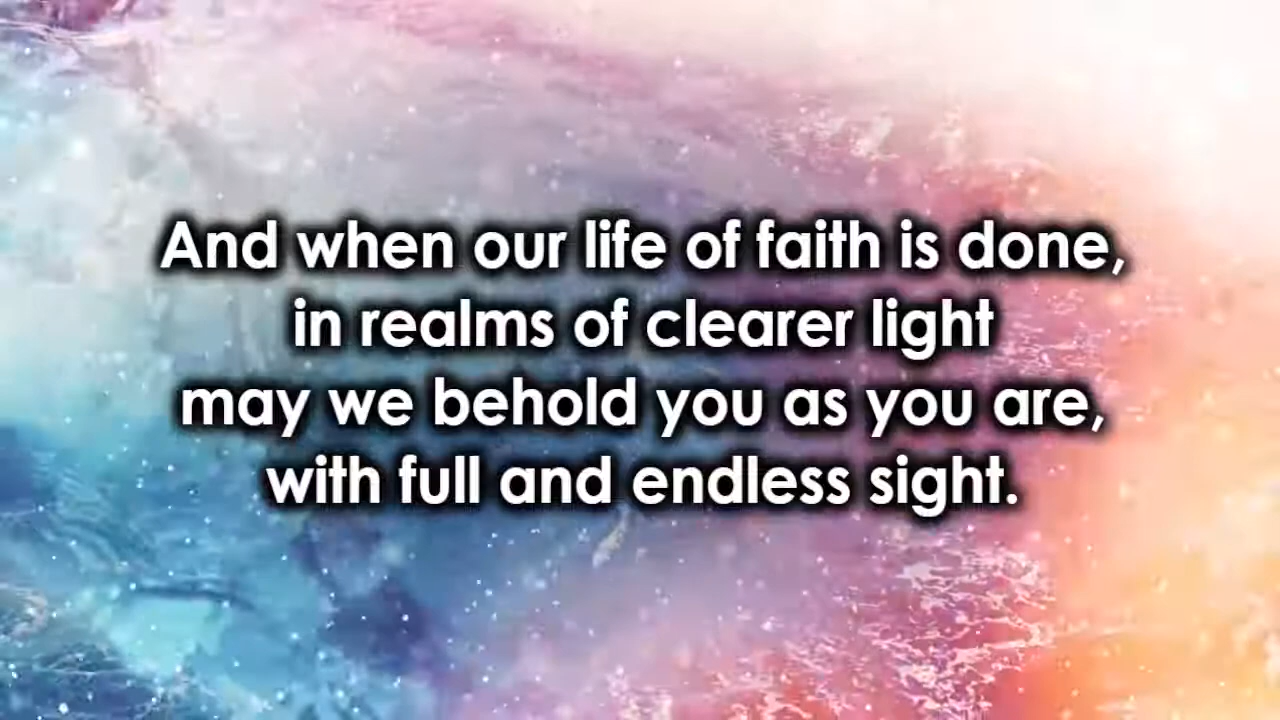 And when our life of faith is done,
in realms of clearer light
may we behold you as you are,
with full and endless sight.